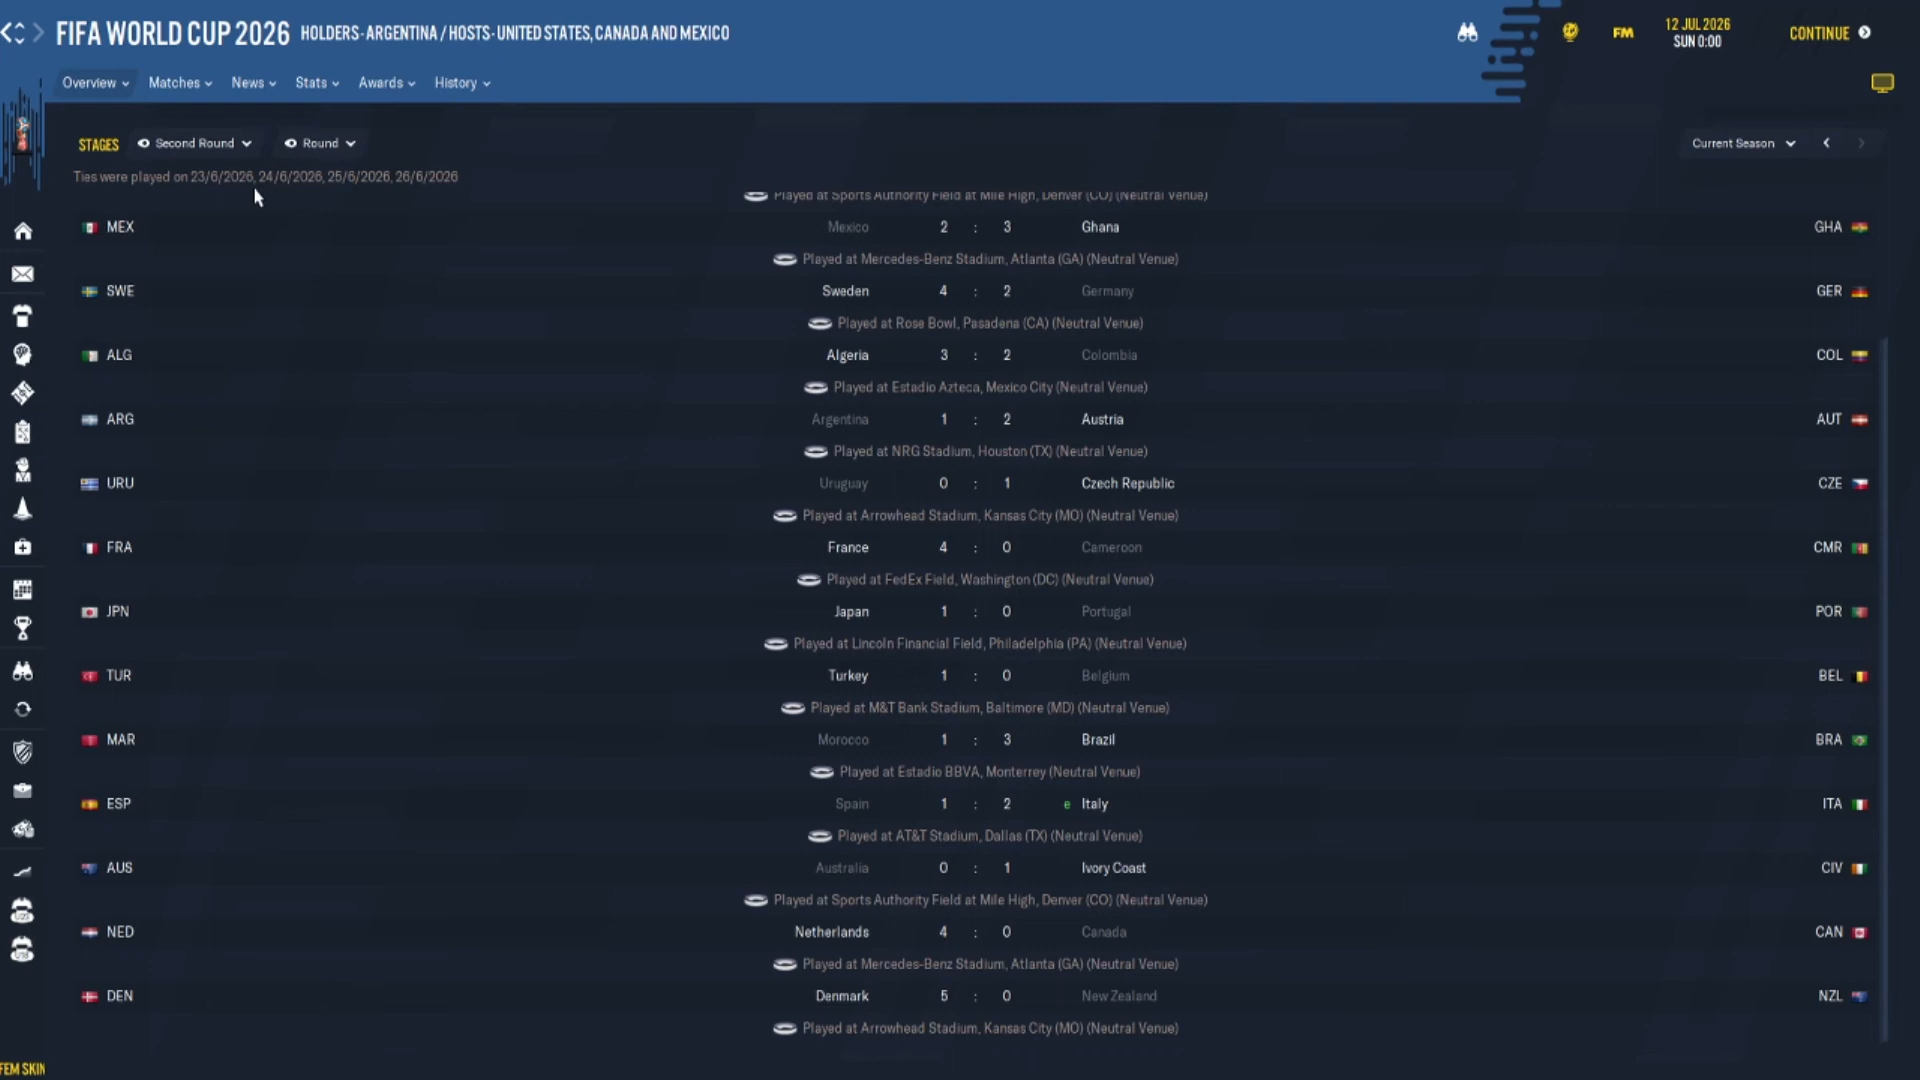 FIFA WORLD CUP 2026 HOLDERS - ARGENTINA / HOSTS - UNITED STATES, CANADA AND MEXICO FM 12 JUL 2026 CONTINUE
SUN 0:00
Overview Matches News Stats Awards History
STAGES Second Round Round Current Season
Ties were played on 23/6/2026, 24/6/2026, 25/6/2026, 26/6/2026
Played at Sports Authority Field at Mile High, Denver (CO) (Neutral Venue)
MEX Mexico 2 : 3 Ghana GHA
Played at Mercedes-Benz Stadium, Atlanta (GA) (Neutral Venue)
SWE Sweden 4 : 2 Germany GER
Played at Rose Bowl, Pasadena (CA) (Neutral Venue)
ALG Algeria 3 : 2 Colombia COL
Played at Estadio Azteca, Mexico City (Neutral Venue)
ARG Argentina 1 : 2 Austria AUT
Played at NRG Stadium, Houston (TX) (Neutral Venue)
URU Uruguay 0 : 1 Czech Republic CZE
Played at Arrowhead Stadium, Kansas City (MO) (Neutral Venue)
FRA France 4 : 0 Cameroon CMR
Played at FedEx Field, Washington (DC) (Neutral Venue)
JPN Japan 1 : 0 Portugal POR
Played at Lincoln Financial Field, Philadelphia (PA) (Neutral Venue)
TUR Turkey 1 : 0 Belgium BEL
Played at M&T Bank Stadium, Baltimore (MD) (Neutral Venue)
MAR Morocco 1 : 3 Brazil BRA
Played at Estadio BBVA, Monterrey (Neutral Venue)
ESP Spain 1 : 2 e Italy ITA
Played at AT&T Stadium, Dallas (TX) (Neutral Venue)
AUS Australia 0 : 1 Ivory Coast CIV
Played at Sports Authority Field at Mile High, Denver (CO) (Neutral Venue)
NED Netherlands 4 : 0 Canada CAN
Played at Mercedes-Benz Stadium, Atlanta (GA) (Neutral Venue)
DEN Denmark 5 : 0 New Zealand NZL
Played at Arrowhead Stadium, Kansas City (MO) (Neutral Venue)
FEM SKIN